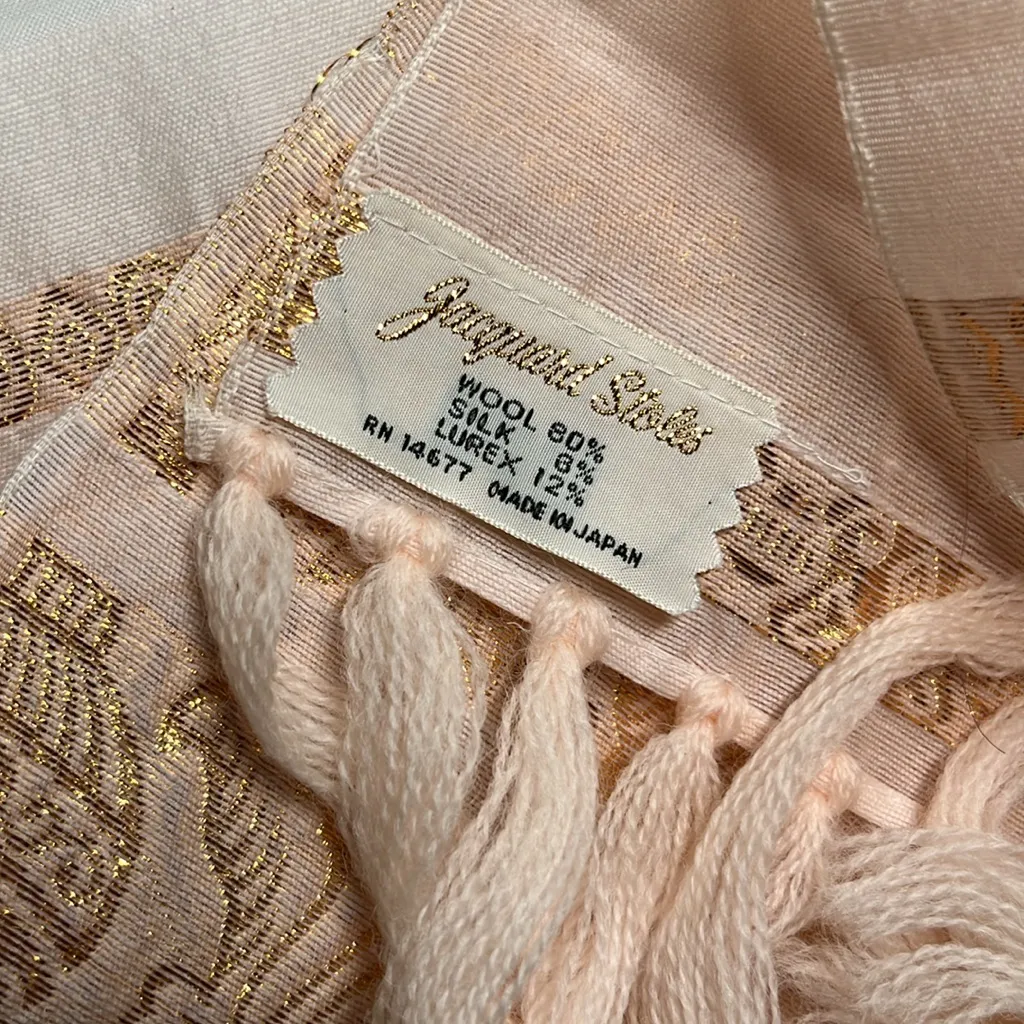 Jacquard Stoles
WOOL 80%
SILK 8%
LUREX 12%
RN 14677 MADE IN JAPAN